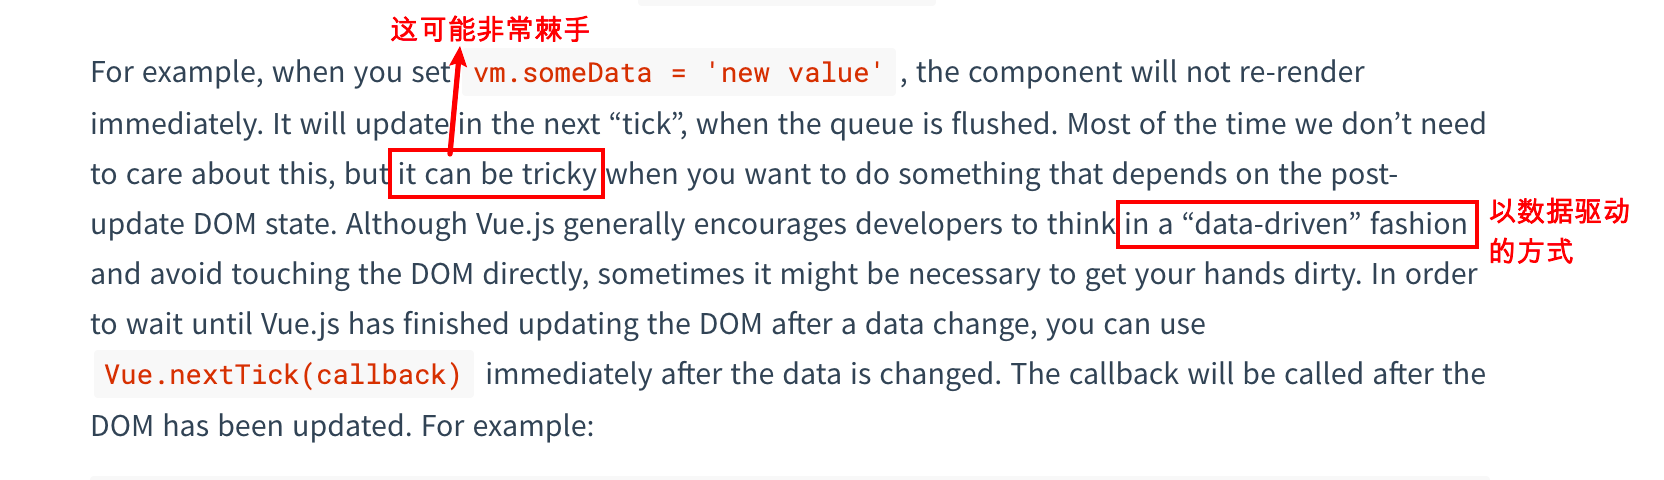 这可能非常棘手
For example, when you set vm.someData = 'new value' , the component will not re-render
immediately. It will update in the next “tick”, when the queue is flushed. Most of the time we don’t need
to care about this, but it can be tricky when you want to do something that depends on the post-
update DOM state. Although Vue.js generally encourages developers to think in a “data-driven” fashion
以数据驱动
的方式
and avoid touching the DOM directly, sometimes it might be necessary to get your hands dirty. In order
to wait until Vue.js has finished updating the DOM after a data change, you can use
Vue.nextTick(callback) immediately after the data is changed. The callback will be called after the
DOM has been updated. For example: